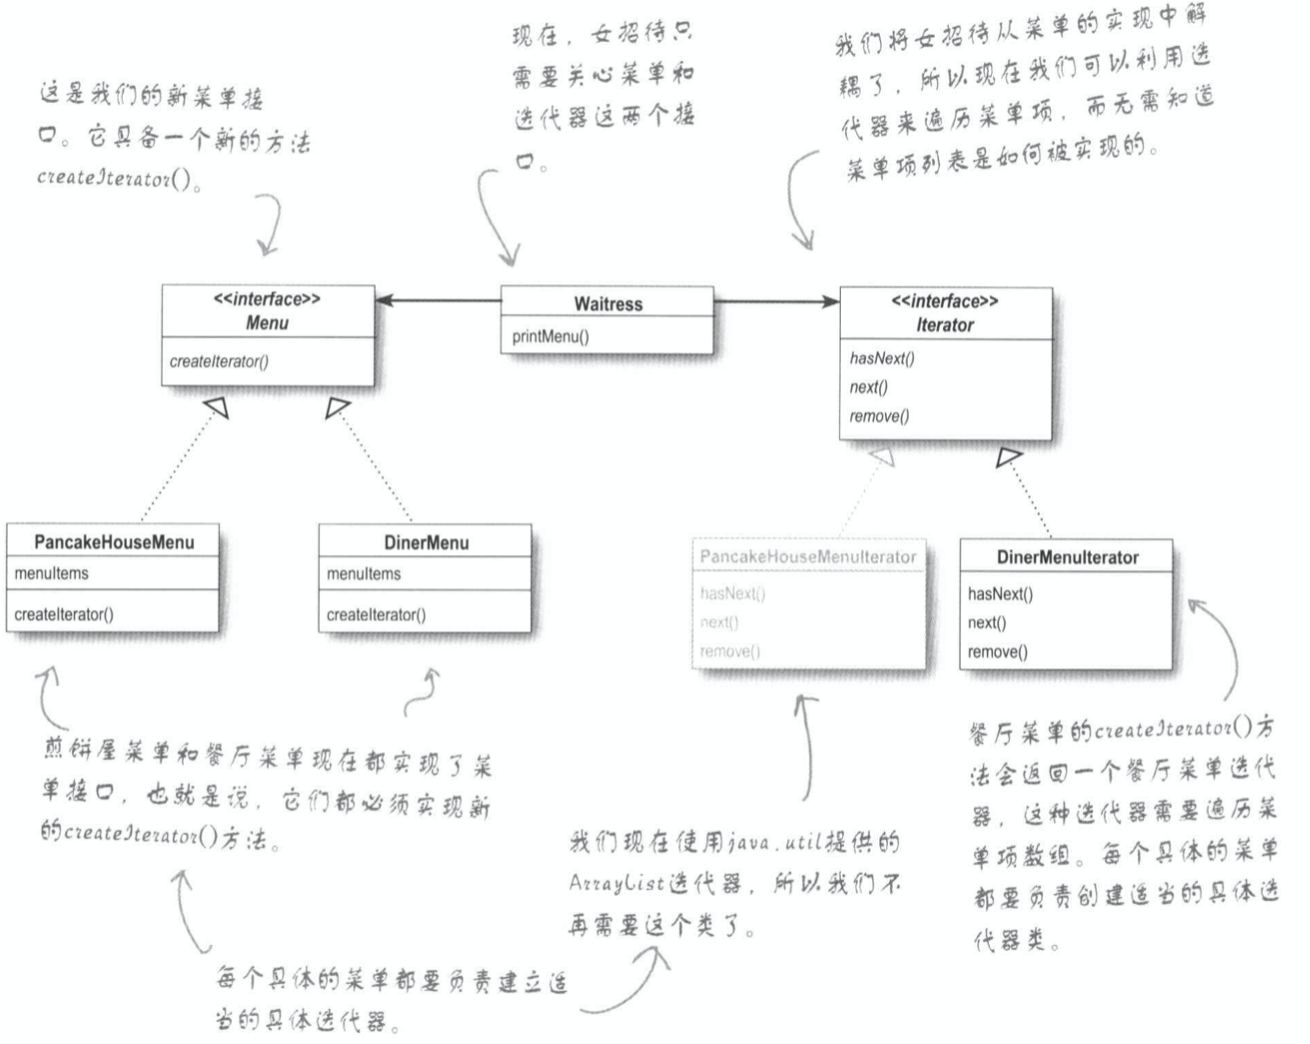 这是我们的新菜单接
口。它具备一个新的方法
createIterator()。
现在，女招待只
需要关心菜单和
迭代器这两个接
口。
我们将女招待从菜单的实现中解
耦了，所以现在我们可以利用迭
代器来遍历菜单项，而无需知道
菜单项列表是如何被实现的。
<<interface>>
Menu
createIterator()
Waitress
printMenu()
<<interface>>
Iterator
hasNext()
next()
remove()
PancakeHouseMenu
menuItems
createIterator()
DinerMenu
menuItems
createIterator()
PancakeHouseMenuIterator
hasNext()
next()
remove()
DinerMenuIterator
hasNext()
next()
remove()
煎饼屋菜单和餐厅菜单现在都实现了菜
单接口，也就是说，它们都必须实现新
的createIterator()方法。
我们现在使用java.util提供的
ArrayList迭代器，所以我们不
再需要这个类了。
餐厅菜单的createIterator()方
法会返回一个餐厅菜单迭代
器，这种迭代器需要遍历菜
单项数组。每个具体的菜单
都要负责创建适当的具体迭
代器类。
每个具体的菜单都要负责建立适
当的具体迭代器。